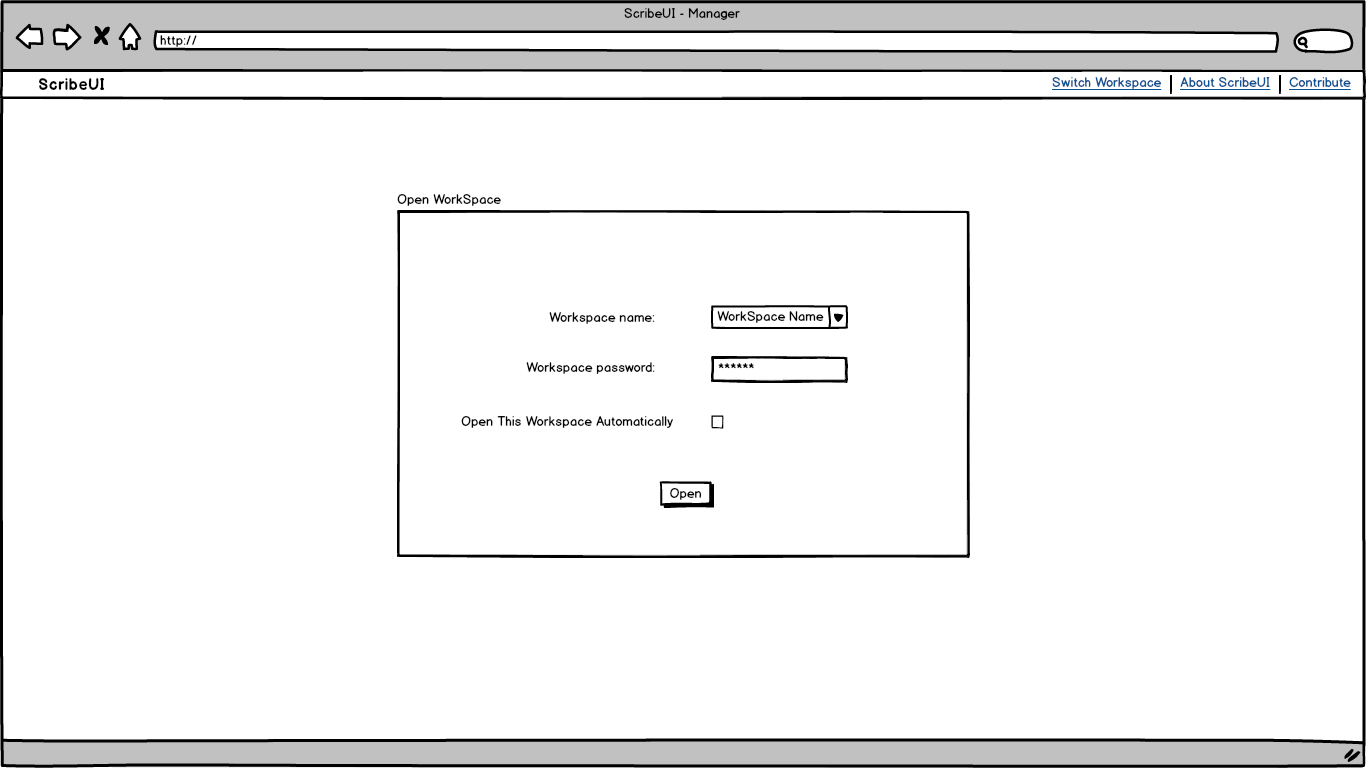 ScribeUI - Manager
http://
ScribeUI
Switch Workspace
About ScribeUI
Contribute
Open WorkSpace
Workspace name:
WorkSpace Name
Workspace password:
******
Open This Workspace Automatically
Open